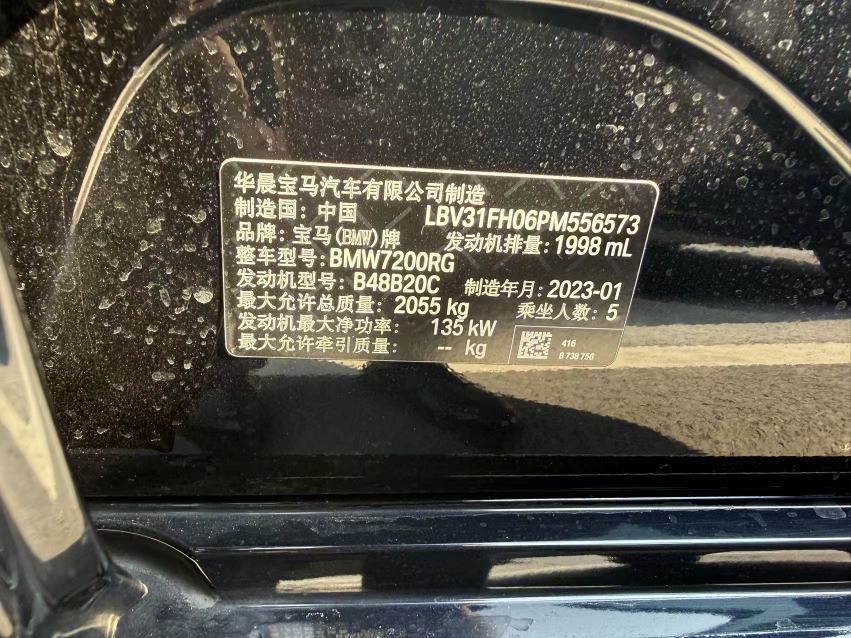 华晨宝马汽车有限公司制造
制造国: 中国 LBV31FH06PM556573
品牌: 宝马(BMW)牌 发动机排量: 1998 mL
整车型号: BMW7200RG
发动机型号: B48B20C 制造年月: 2023-01
最大允许总质量: 2055 kg 乘坐人数: 5
发动机最大净功率: 135 kW
最大允许牵引质量: -- kg
416
8 738 756